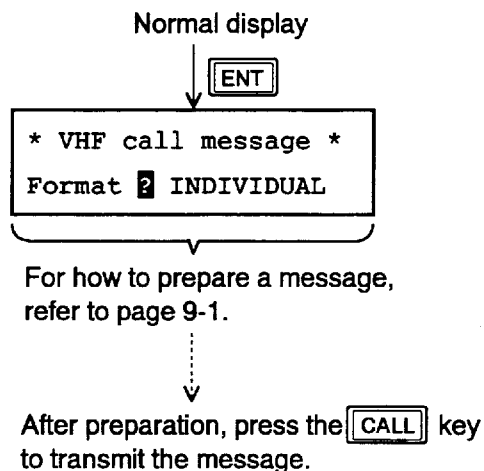 Normal display
ENT
* VHF call message *
Format ? INDIVIDUAL
For how to prepare a message,
refer to page 9-1.
After preparation, press the CALL key
to transmit the message.